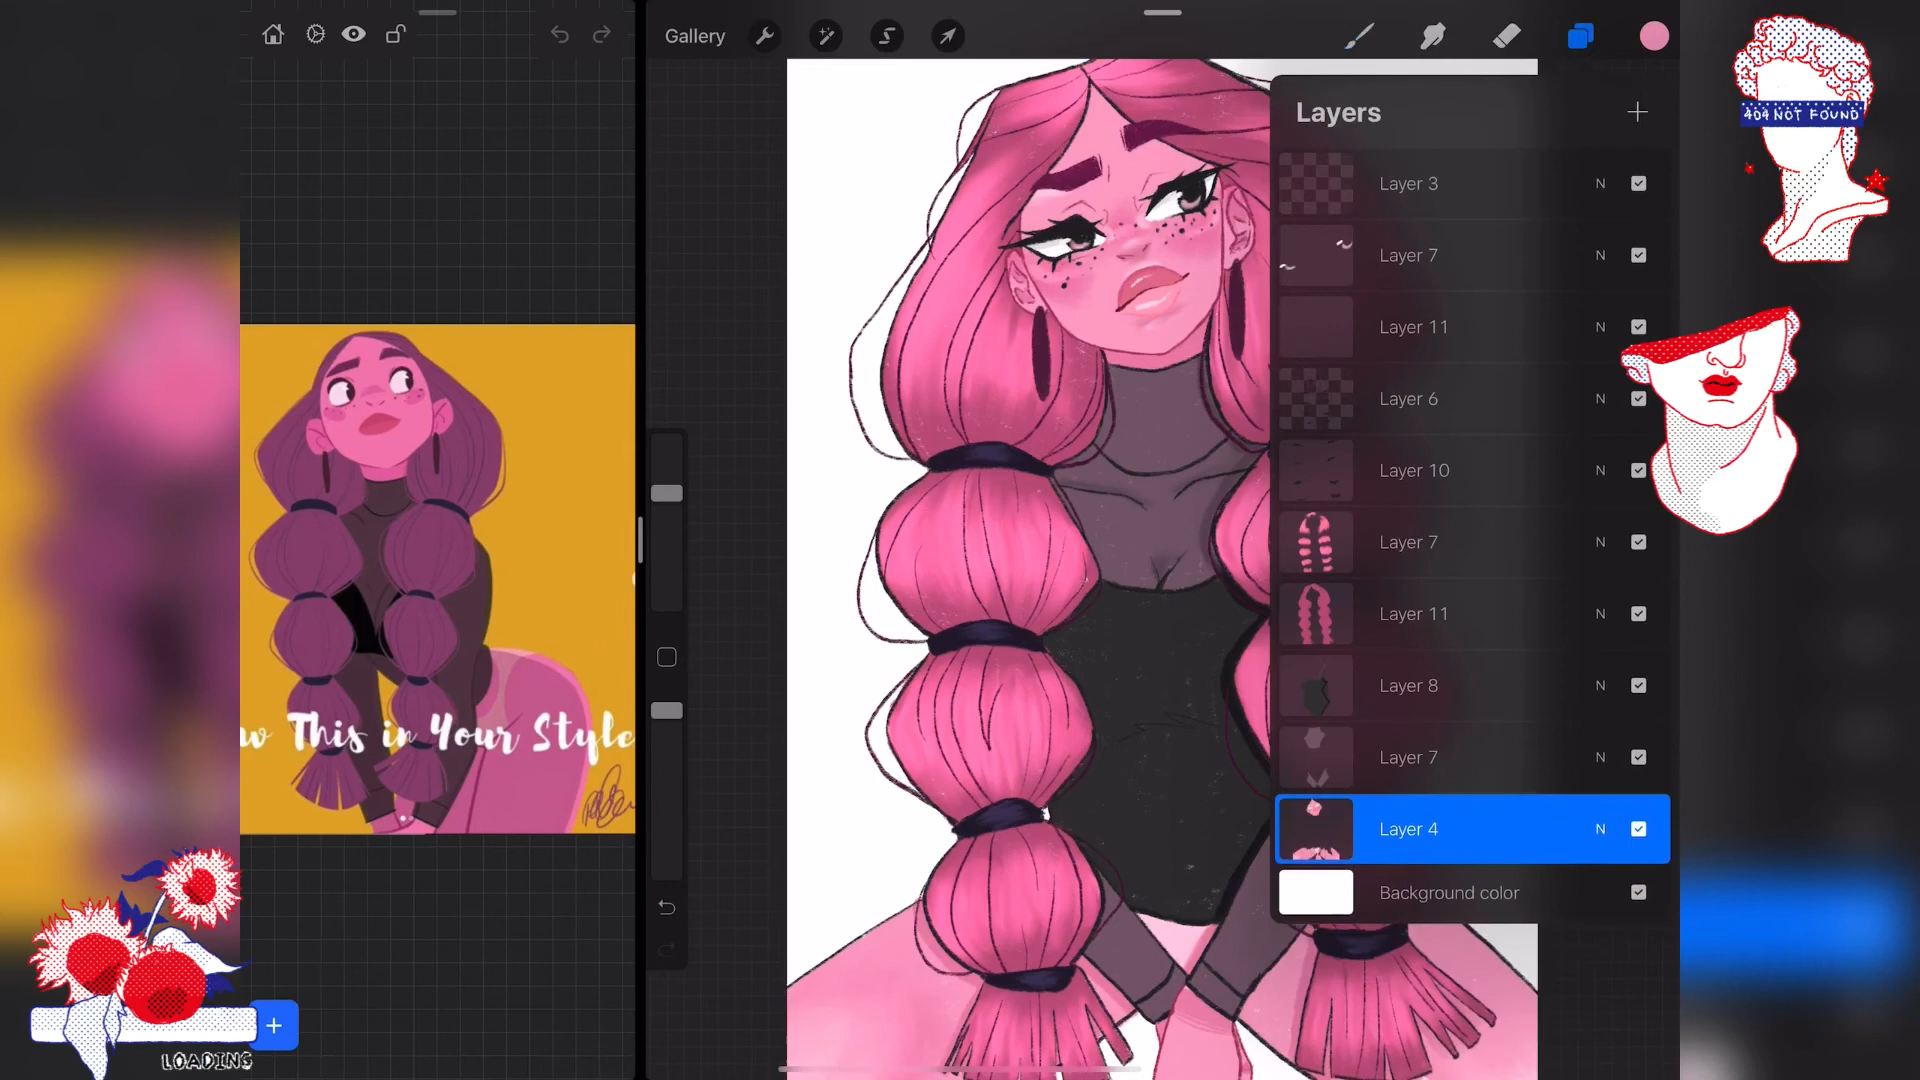 Gallery
Layers
Layer 3 N
Layer 7 N
Layer 11 N
Layer 6 N
Layer 10 N
Layer 7 N
Layer 11 N
Layer 8 N
Layer 7 N
Layer 4 N
Background color
w This in Your Style
404 NOT FOUND
LOADING